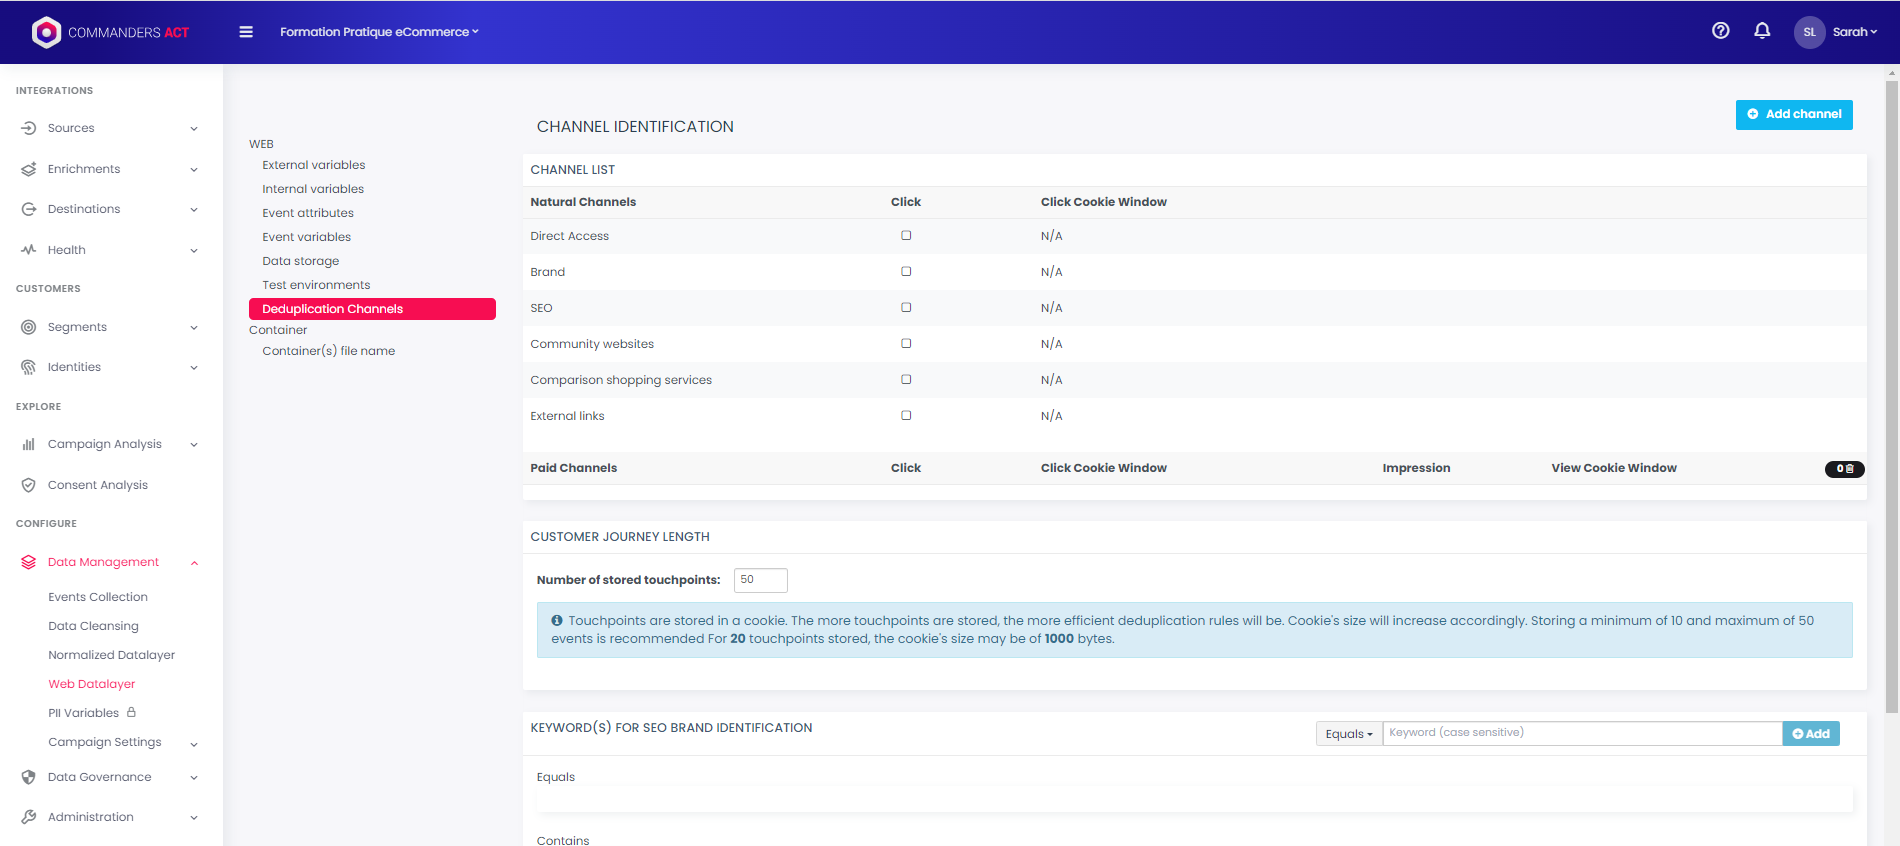 COMMANDERS ACT
Formation Pratique eCommerce
SL
Sarah
INTEGRATIONS
Sources
Enrichments
Destinations
Health
CUSTOMERS
Segments
Identities
EXPLORE
Campaign Analysis
Consent Analysis
CONFIGURE
Data Management
Events Collection
Data Cleansing
Normalized Datalayer
Web Datalayer
PII Variables
Campaign Settings
Data Governance
Administration
WEB
External variables
Internal variables
Event attributes
Event variables
Data storage
Test environments
Deduplication Channels
Container
Container(s) file name
CHANNEL IDENTIFICATION
Add channel
CHANNEL LIST
Natural Channels Click Click Cookie Window
Direct Access N/A
Brand N/A
SEO N/A
Community websites N/A
Comparison shopping services N/A
External links N/A
Paid Channels Click Click Cookie Window Impression View Cookie Window 0
CUSTOMER JOURNEY LENGTH
Number of stored touchpoints: 50
Touchpoints are stored in a cookie. The more touchpoints are stored, the more efficient deduplication rules will be. Cookie's size will increase accordingly. Storing a minimum of 10 and maximum of 50
events is recommended For 20 touchpoints stored, the cookie's size may be of 1000 bytes.
KEYWORD(S) FOR SEO BRAND IDENTIFICATION
Equals Keyword (case sensitive) Add
Equals
Contains